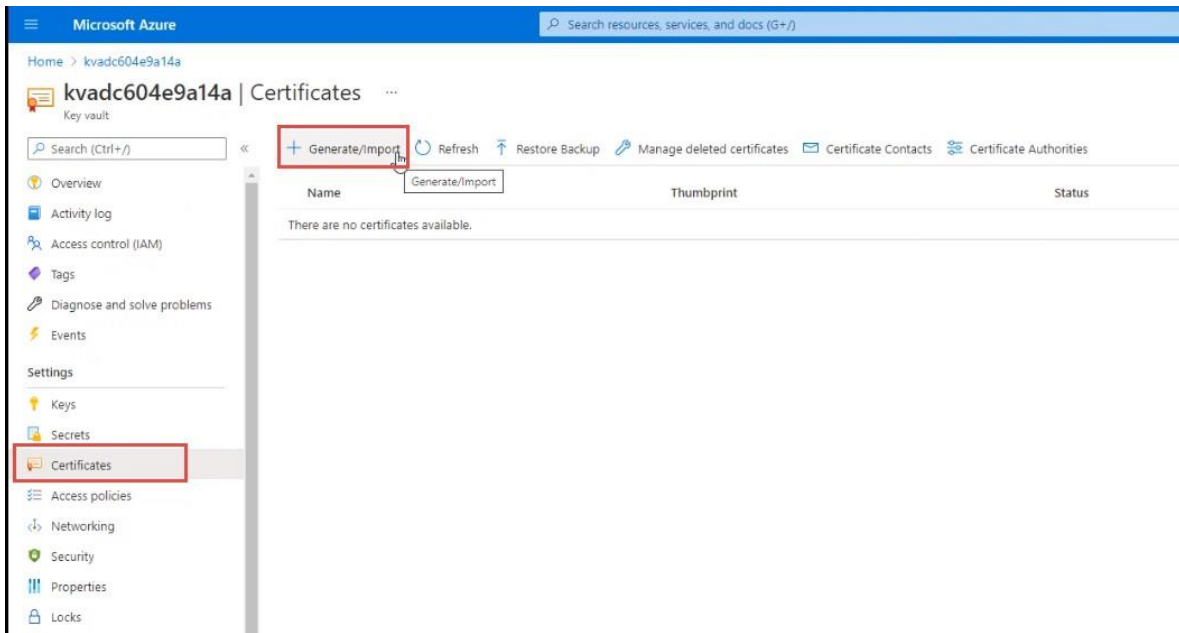 Microsoft Azure
Search resources, services, and docs (G+/)
Home > kvadc604e9a14a
kvadc604e9a14a | Certificates ...
Key vault
Search (Ctrl+/) «
Generate/Import Refresh Restore Backup Manage deleted certificates Certificate Contacts Certificate Authorities
Generate/Import
Name Thumbprint Status
There are no certificates available.
Overview
Activity log
Access control (IAM)
Tags
Diagnose and solve problems
Events
Settings
Keys
Secrets
Certificates
Access policies
Networking
Security
Properties
Locks